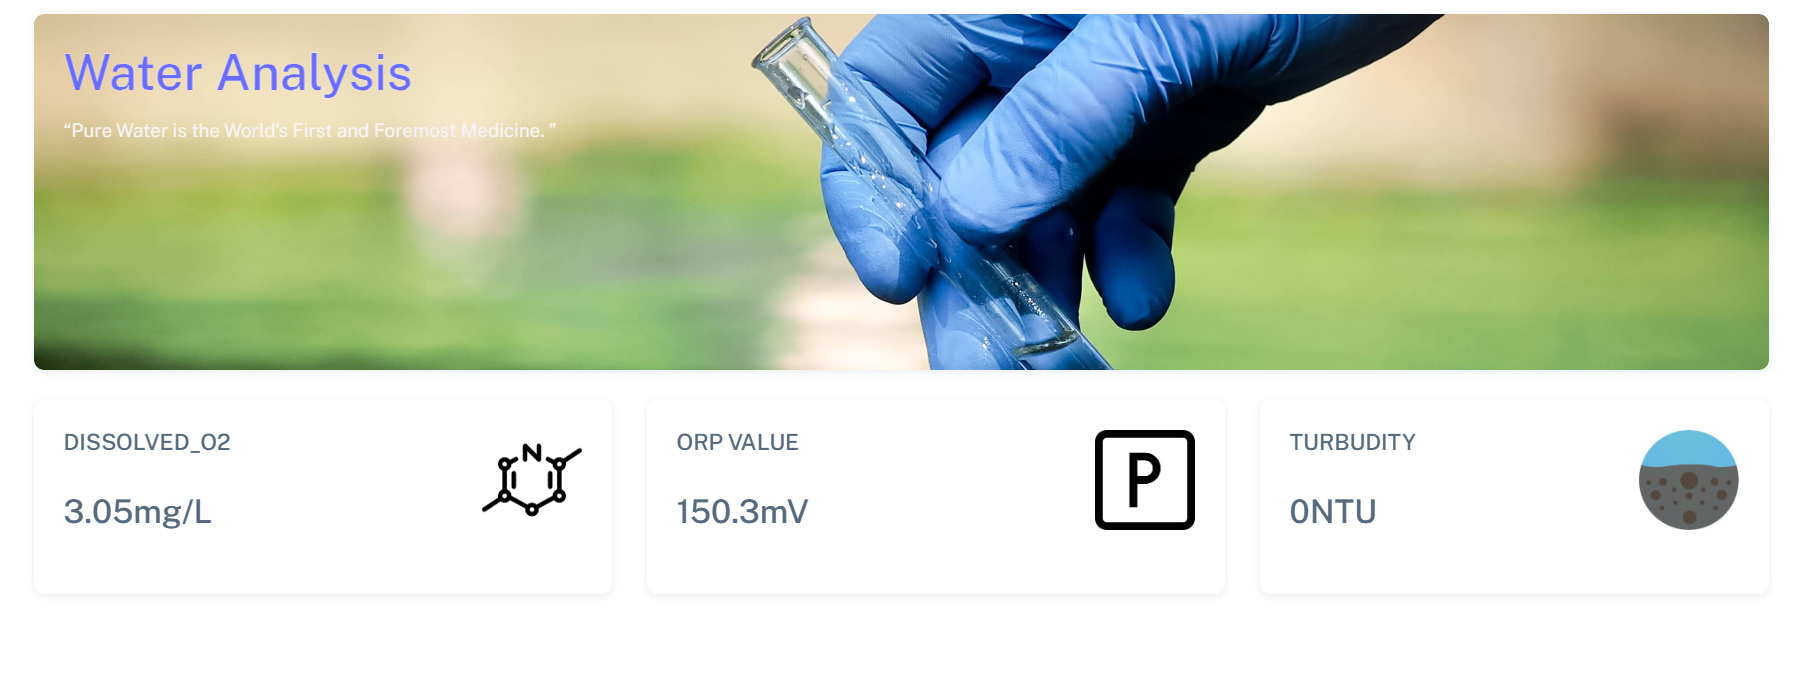 Water Analysis
“Pure Water is the World's First and Foremost Medicine. ”
DISSOLVED_O2
N
3.05mg/L
ORP VALUE
P
150.3mV
TURBUDITY
0NTU